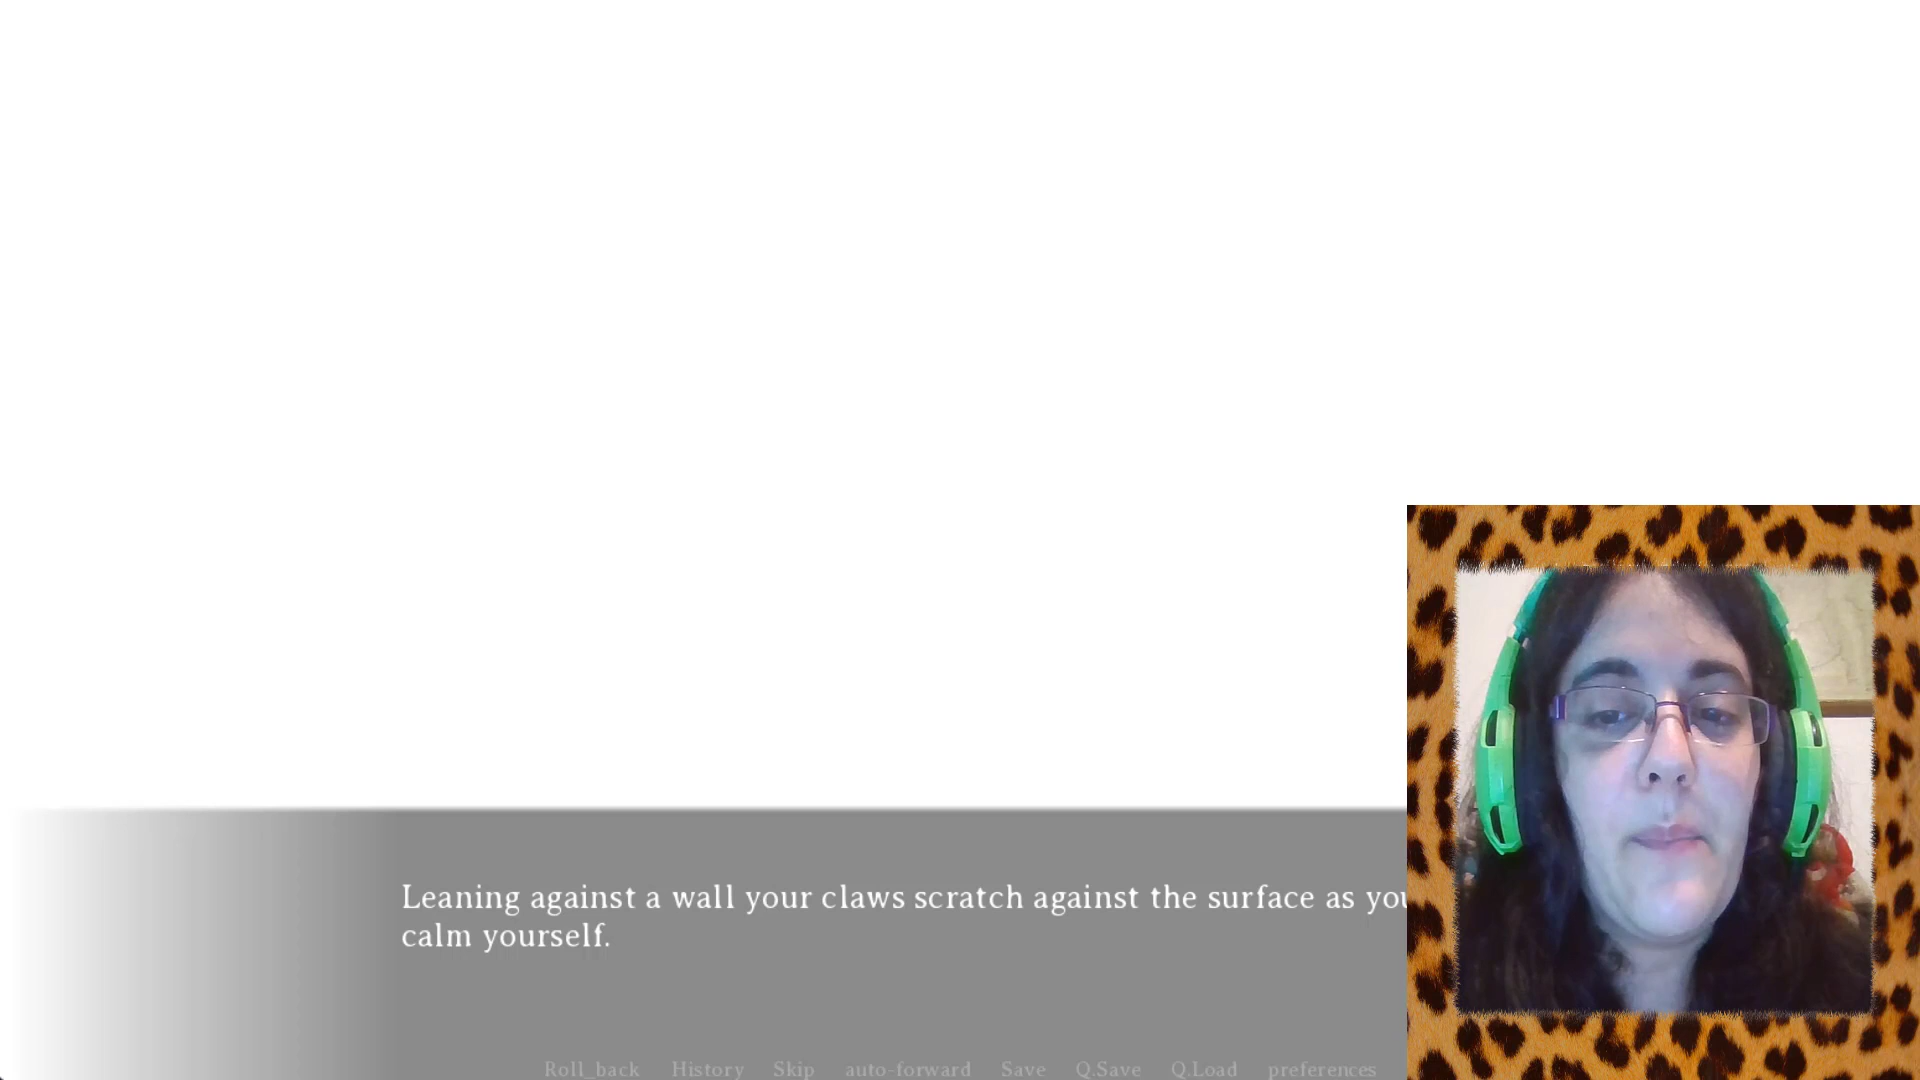 Leaning against a wall your claws scratch against the surface as you
calm yourself.
Roll_back History Skip auto-forward Save Q.Save Q.Load preferences